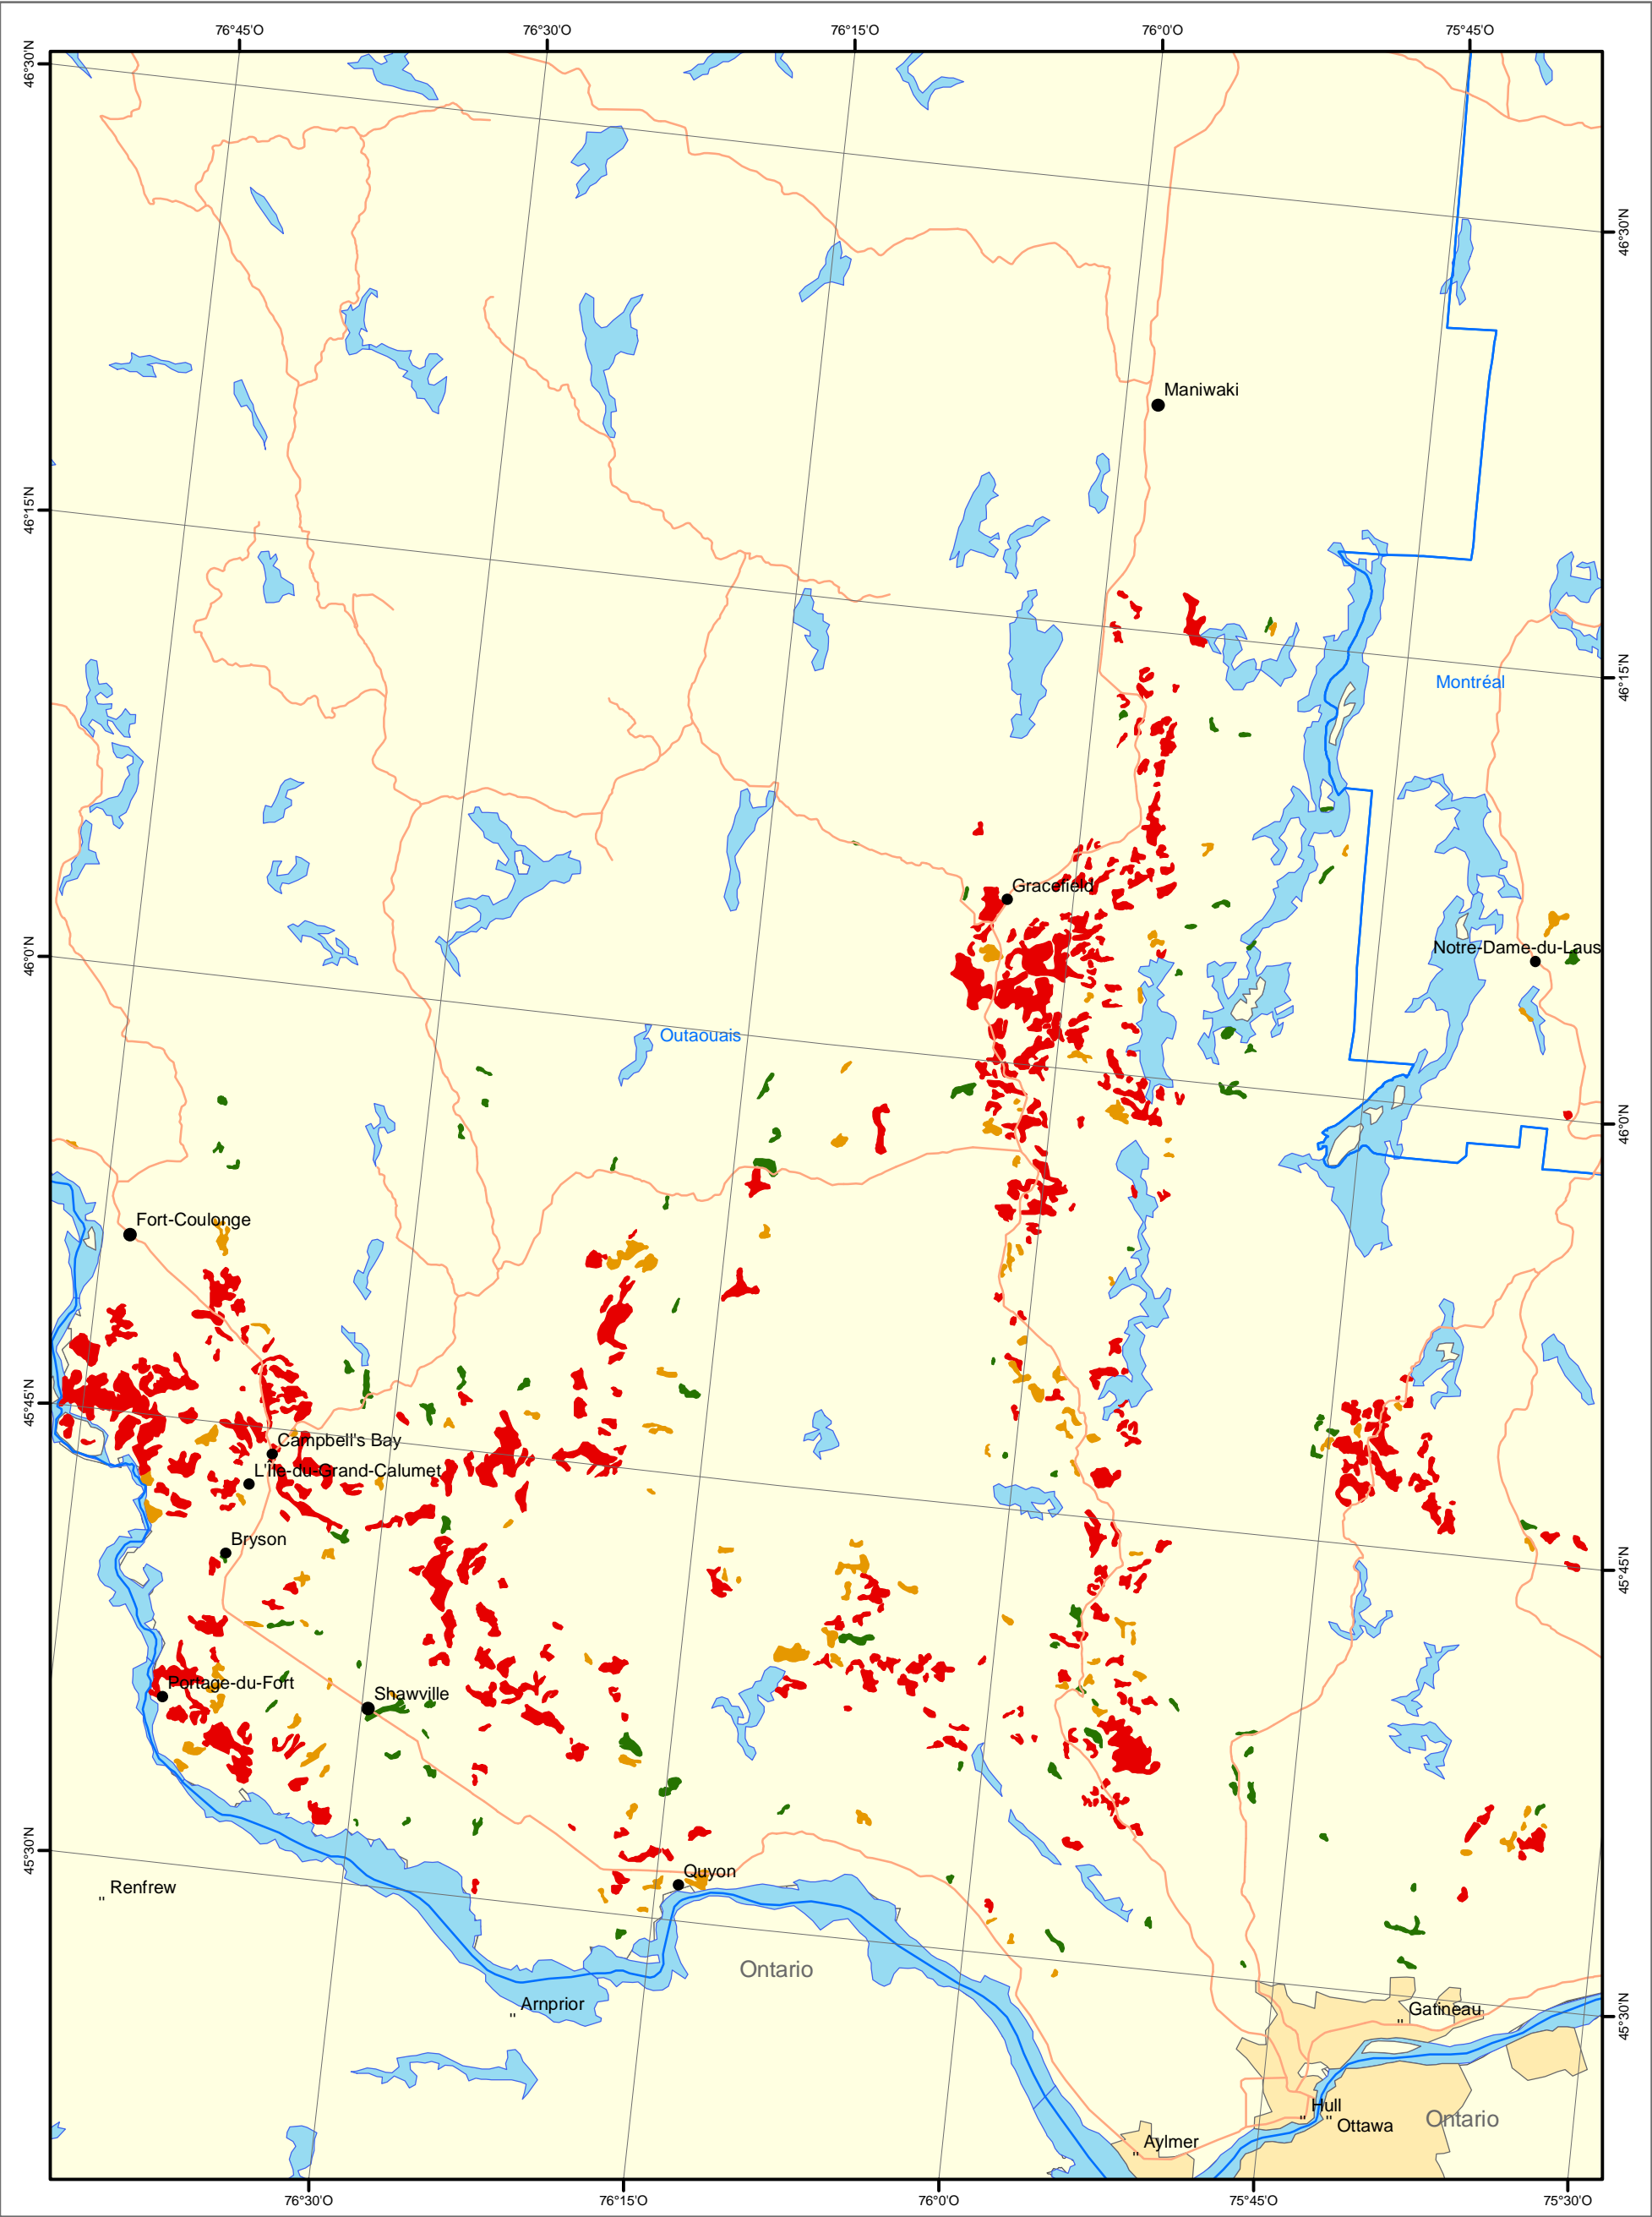 76°45'O 76°30'O 76°15'O 76°0'O 75°45'O
46°30'N
46°30'N
Maniwaki
46°15'N
46°15'N
Montréal
Gracefield
Notre-Dame-du-Laus
46°0'N
Outaouais
46°0'N
Fort-Coulonge
45°45'N
Campbell's Bay
L'Île-du-Grand-Calumet
Bryson
45°45'N
Portage-du-Fort
Shawville
45°30'N
Quyon
Renfrew
Ontario
Arnprior
Gatineau
45°30'N
Hull
Ontario
Ottawa
Aylmer
76°30'O 76°15'O 76°0'O 75°45'O 75°30'O